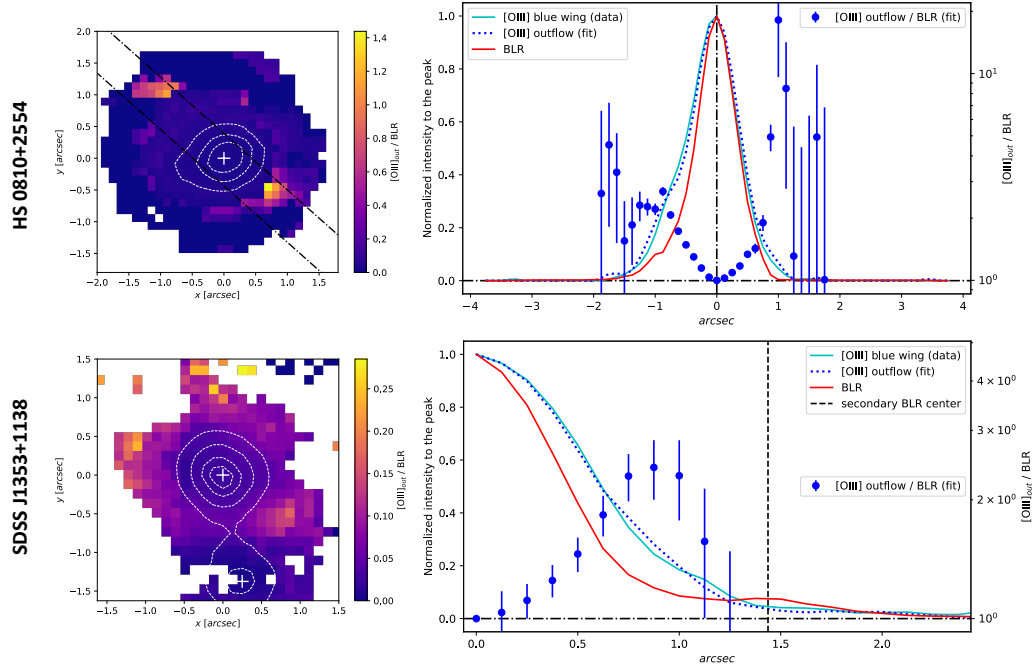 HS 0810+2554
y [arcsec]
2.0
1.5
1.0
0.5
0.0
−0.5
−1.0
−1.5
−1.5 −1.0 −0.5 0.0 0.5 1.0 1.5
x [arcsec]
1.4
1.2
1.0
0.8
0.6
0.4
0.2
0.0
[OIII]out / BLR
Normalized intensity to the peak
1.0
0.8
0.6
0.4
0.2
0.0
[OIII] blue wing (data)
[OIII] outflow (fit)
BLR
[OIII] outflow / BLR (fit)
−4 −3 −2 −1 0 1 2 3 4
arcsec
10¹
10⁰
[OIII]out / BLR
SDSS J1353+1138
y [arcsec]
1.5
1.0
0.5
0.0
−0.5
−1.0
−1.5
−1.5 −1.0 −0.5 0.0 0.5 1.0 1.5
x [arcsec]
0.25
0.20
0.15
0.10
0.05
0.00
[OIII]out / BLR
Normalized intensity to the peak
1.0
0.8
0.6
0.4
0.2
0.0
[OIII] blue wing (data)
[OIII] outflow (fit)
BLR
secondary BLR center
[OIII] outflow / BLR (fit)
0.0 0.5 1.0 1.5 2.0
arcsec
4 × 10⁰
3 × 10⁰
2 × 10⁰
10⁰
[OIII]out / BLR